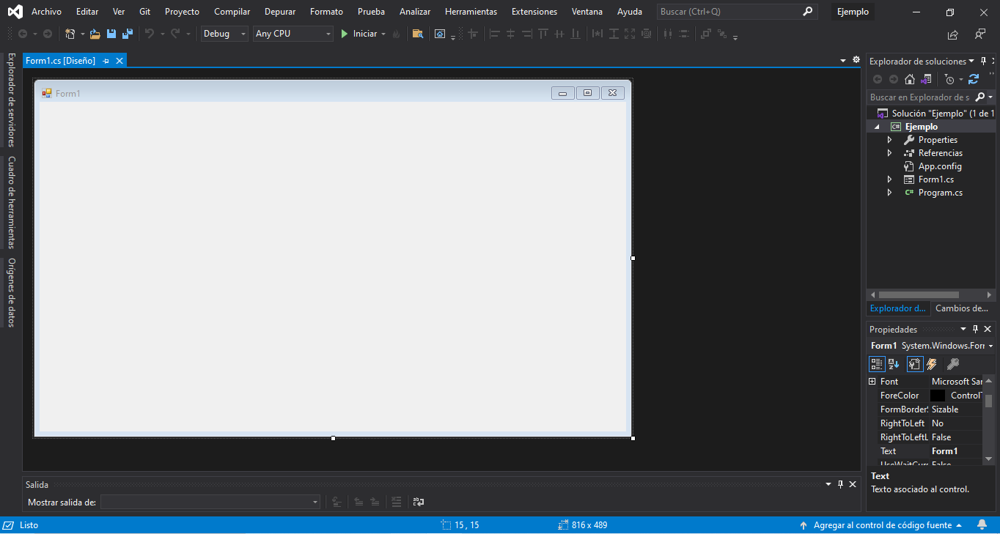 Archivo Editar Ver Git Proyecto Compilar Depurar Formato Prueba Analizar Herramientas Extensiones Ventana Ayuda Buscar (Ctrl+Q) Ejemplo
Debug Any CPU Iniciar
Explorador de servidores
Cuadro de herramientas
Orígenes de datos
Form1.cs [Diseño]
Form1
Explorador de soluciones
Buscar en Explorador de s
Solución "Ejemplo" (1 de 1
Ejemplo
Properties
Referencias
App.config
Form1.cs
Program.cs
Explorador d... Cambios de...
Propiedades
Form1 System.Windows.For
Font Microsoft San
ForeColor ControlT
FormBorderS Sizable
RightToLeft No
RightToLeftL False
Text Form1
UseWaitCurs False
Text
Texto asociado al control.
Salida
Mostrar salida de:
Listo 15 , 15 816 x 489 Agregar al control de código fuente